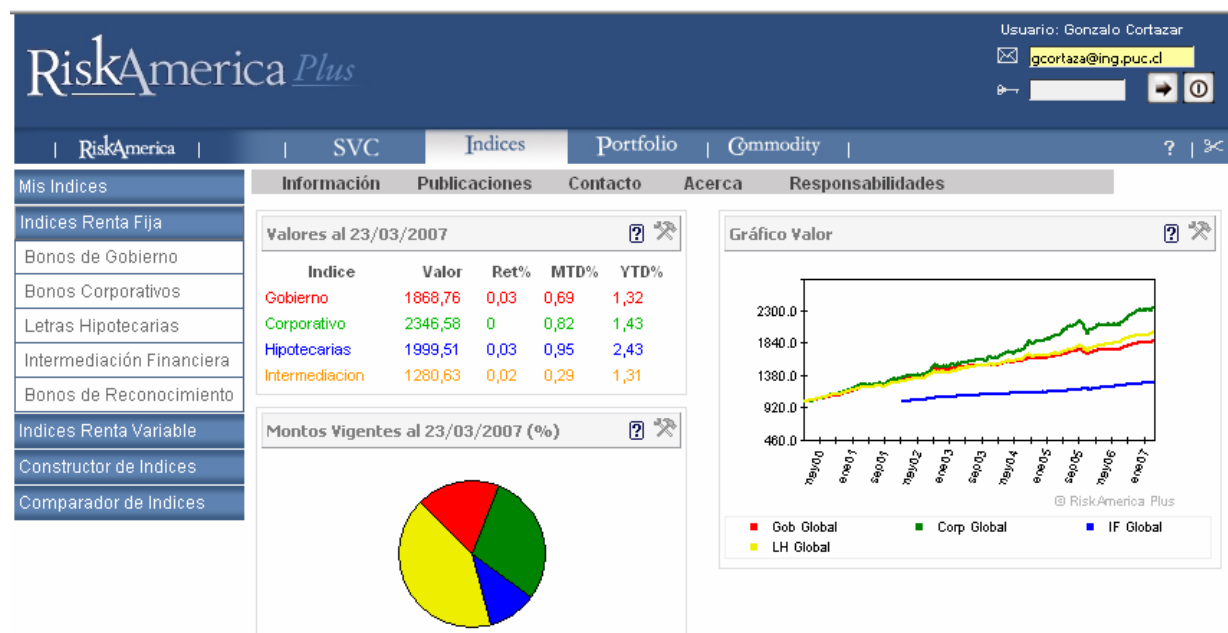 Usuario: Gonzalo Cortazar
RiskAmerica Plus
gcortaza@ing.puc.cl
| RiskAmerica | | SVC Indices Portfolio | Commodity | ? |
Mis Indices
Información Publicaciones Contacto Acerca Responsabilidades
Indices Renta Fija
Bonos de Gobierno
Bonos Corporativos
Letras Hipotecarias
Intermediación Financiera
Bonos de Reconocimiento
Indices Renta Variable
Constructor de Indices
Comparador de Indices
Valores al 23/03/2007 ?
Indice Valor Ret% MTD% YTD%
Gobierno 1868,76 0,03 0,69 1,32
Corporativo 2346,58 0 0,82 1,43
Hipotecarias 1999,51 0,03 0,95 2,43
Intermediacion 1280,63 0,02 0,29 1,31
Montos Vigentes al 23/03/2007 (%) ?
Gráfico Valor ?
2300.0
1840.0
1380.0
920.0
460.0
may00 ene01 sep01 may02 ene03 sep03 may04 ene05 sep05 may06 ene07
© RiskAmerica Plus
Gob Global Corp Global IF Global
LH Global